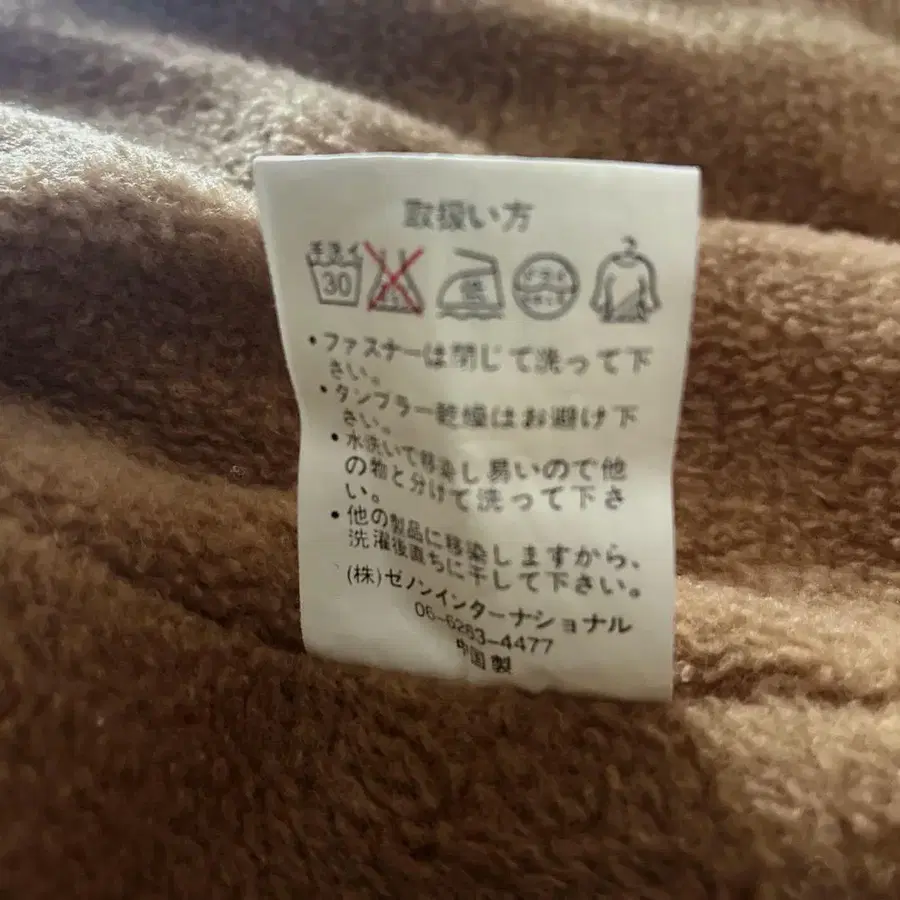 取扱い方
手洗イ
30
低
・ファスナーは閉じて洗って下
さい。
・タンブラー乾燥はお避け下
さい。
・水洗いで移染し易いので他
の物と分けて洗って下さ
い。
・他の製品に移染しますから、
洗濯後直ちに干して下さい。
(株)ゼノンインターナショナル
06-6263-4477
中国製